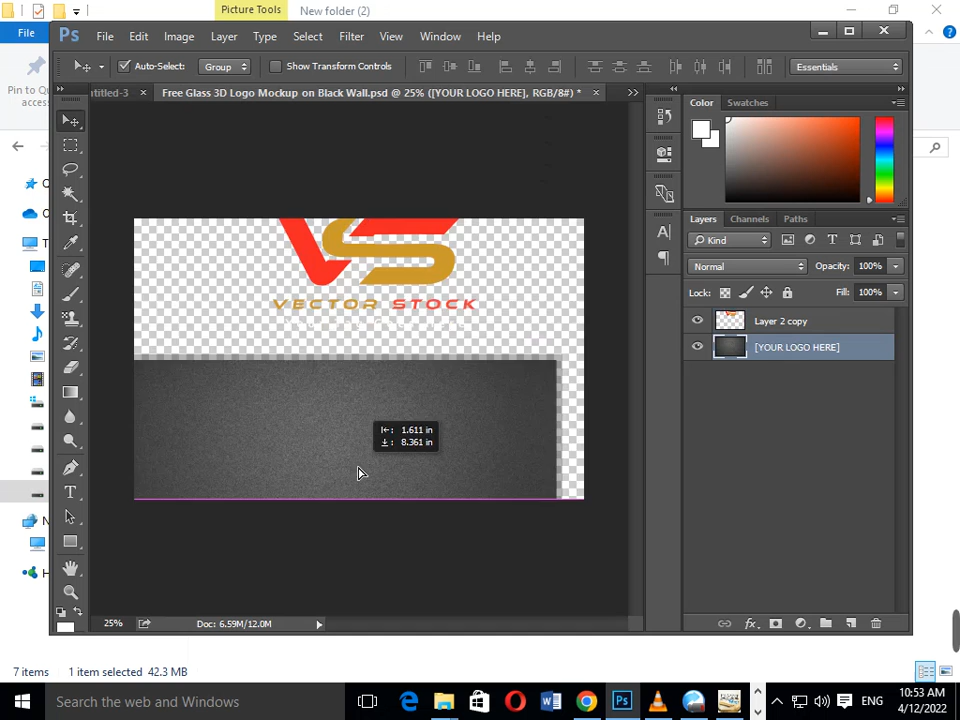 Picture Tools
New folder (2)
File
Ps
File Edit Image Layer Type Select Filter View Window Help
Auto-Select: Group Show Transform Controls Essentials
Pin to Qu
access
ntitled-3 × Free Glass 3D Logo Mockup on Black Wall.psd @ 25% ([YOUR LOGO HERE], RGB/8#) * ×
Color Swatches
VS
VECTOR STOCK
1.611 in
8.361 in
Layers Channels Paths
Kind
Normal Opacity: 100%
Lock: Fill: 100%
Layer 2 copy
[YOUR LOGO HERE]
25% Doc: 6.59M/12.0M
7 items 1 item selected 42.3 MB
Search the web and Windows
ENG
10:53 AM
4/12/2022